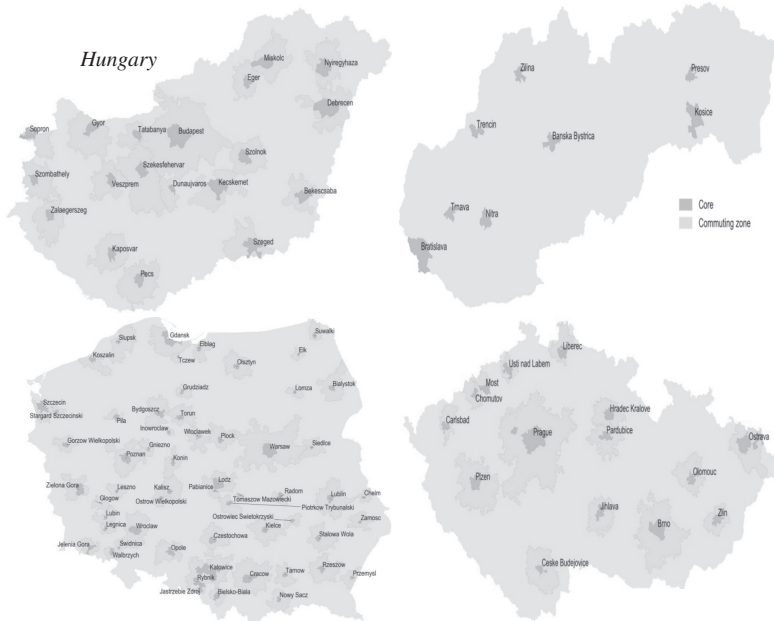 Hungary
Miskolc
Nyiregyhaza
Eger
Debrecen
Gyor
Sopron
Tatabanya
Budapest
Szolnok
Szekesfehervar
Szombathely
Veszprem
Dunaujvaros
Kecskemet
Bekescsaba
Zalaegerszeg
Kaposvar
Szeged
Pecs
Zilina
Presov
Kosice
Trencin
Banska Bystrica
Trnava
Nitra
Bratislava
Core
Commuting zone
Suwalki
Gdansk
Slupsk
Elblag
Koszalin
Tczew
Elk
Olsztyn
Bialystok
Grudziadz
Lomza
Szczecin
Bydgoszcz
Torun
Stargard Szczecinski
Pila
Inowroclaw
Wloclawek
Plock
Gorzow Wielkopolski
Gniezno
Warsaw
Siedlce
Poznan
Konin
Lodz
Zielona Gora
Leszno
Kalisz
Pabianice
Radom
Lublin
Chelm
Glogow
Ostrow Wielkopolski
Tomaszow Mazowiecki
Piotrkow Trybunalski
Lubin
Ostrowiec Swietokrzyski
Zamosc
Legnica
Wroclaw
Kielce
Stalowa Wola
Czestochowa
Jelenia Gora
Swidnica
Walbrzych
Opole
Katowice
Rybnik
Cracow
Tarnow
Rzeszow
Przemysl
Jastrzebie Zdroj
Bielsko-Biala
Nowy Sacz
Liberec
Usti nad Labem
Most
Chomutov
Carlsbad
Hradec Kralove
Prague
Pardubice
Ostrava
Plzen
Olomouc
Jihlava
Zlin
Brno
Ceske Budejovice